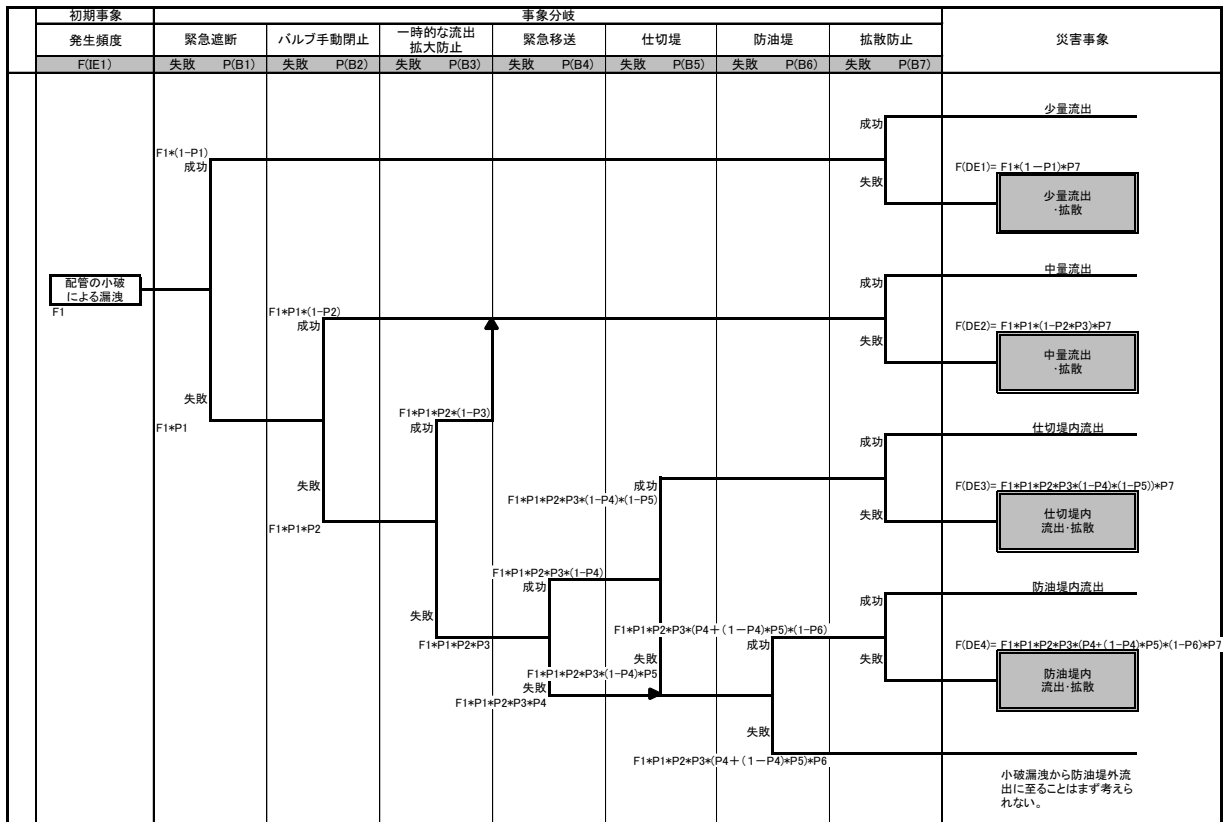 初期事象
事象分岐
発生頻度
緊急遮断
バルブ手動閉止
一時的な流出
拡大防止
緊急移送
仕切堤
防油堤
拡散防止
災害事象
F(IE1)
失敗 P(B1)
失敗 P(B2)
失敗 P(B3)
失敗 P(B4)
失敗 P(B5)
失敗 P(B6)
失敗 P(B7)
少量流出
成功
F1*(1-P1)
成功
F(DE1)= F1*(1-P1)*P7
失敗
少量流出
・拡散
中量流出
成功
配管の小破
による漏洩
F1
F1*P1*(1-P2)
成功
F(DE2)= F1*P1*(1-P2*P3)*P7
失敗
中量流出
・拡散
失敗
F1*P1
F1*P1*P2*(1-P3)
成功
仕切堤内流出
成功
失敗
F1*P1*P2
成功
F1*P1*P2*P3*(1-P4)*(1-P5)
F(DE3)= F1*P1*P2*P3*(1-P4)*(1-P5))*P7
失敗
仕切堤内
流出・拡散
F1*P1*P2*P3*(1-P4)
成功
防油堤内流出
成功
失敗
F1*P1*P2*P3
F1*P1*P2*P3*(P4+(1-P4)*P5)*(1-P6)
成功
F(DE4)= F1*P1*P2*P3*(P4+(1-P4)*P5)*(1-P6)*P7
失敗
防油堤内
流出・拡散
失敗
F1*P1*P2*P3*(1-P4)*P5
失敗
F1*P1*P2*P3*P4
失敗
F1*P1*P2*P3*(P4+(1-P4)*P5)*P6
小破漏洩から防油堤外流
出に至ることはまず考えら
れない。